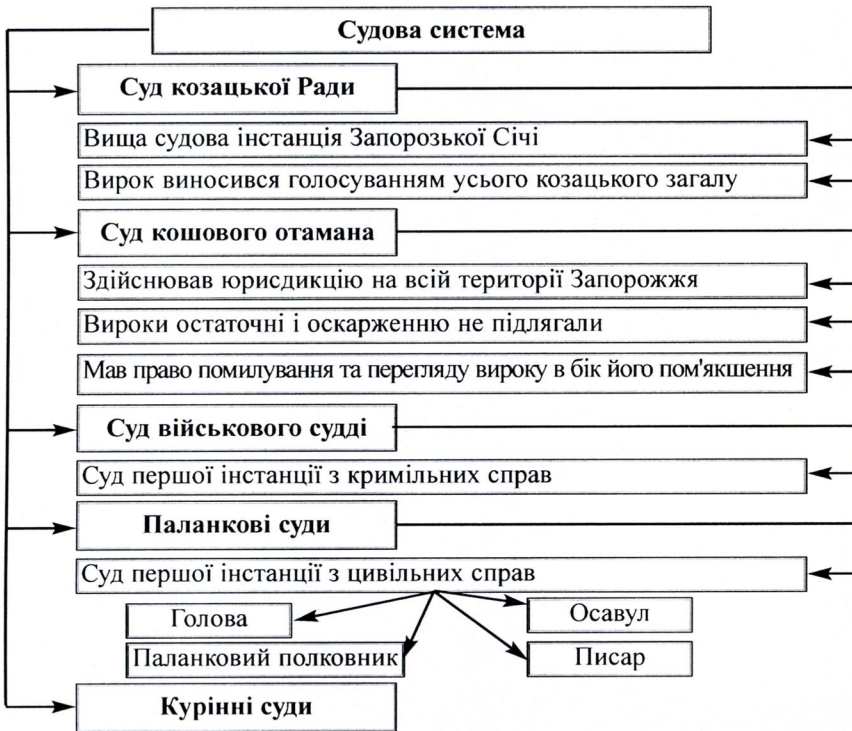 Судова система
Суд козацької Ради
Вища судова інстанція Запорозької Січі
Вирок виносився голосуванням усього козацького загалу
Суд кошового отамана
Здійснював юрисдикцію на всій території Запорожжя
Вироки остаточні і оскарженню не підлягали
Мав право помилування та перегляду вироку в бік його пом'якшення
Суд військового судді
Суд першої інстанції з кримільних справ
Паланкові суди
Суд першої інстанції з цивільних справ
Голова
Осавул
Паланковий полковник
Писар
Курінні суди